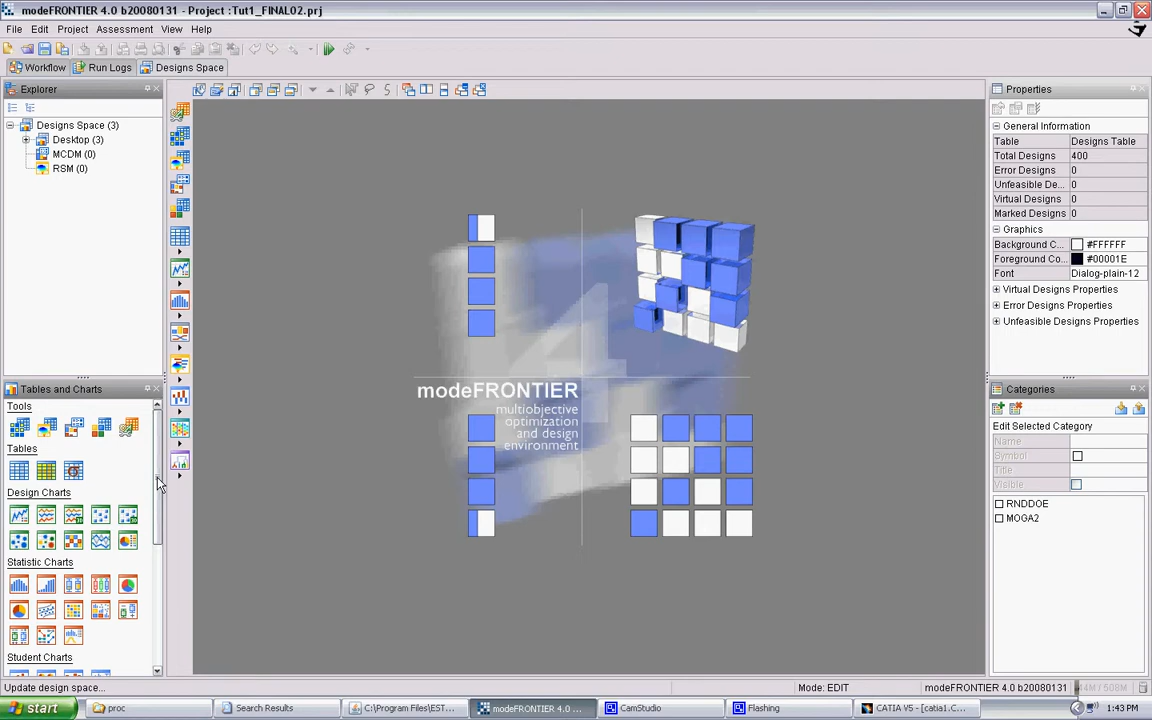 modeFRONTIER 4.0 b20080131 - Project :Tut1_FINAL02.prj
File Edit Project Assessment View Help
Workflow Run Logs Designs Space
Explorer
Designs Space (3)
Desktop (3)
MCDM (0)
RSM (0)
Tables and Charts
Tools
Tables
Design Charts
Statistic Charts
Student Charts
4
modeFRONTIER
multiobjective
optimization
and design
environment
Properties
General Information
Table Designs Table
Total Designs 400
Error Designs 0
Unfeasible De... 0
Virtual Designs 0
Marked Designs 0
Graphics
Background C... #FFFFFF
Foreground Co... #00001E
Font Dialog-plain-12
Virtual Designs Properties
Error Designs Properties
Unfeasible Designs Properties
Categories
Edit Selected Category
Name
Symbol
Title
Visible
RNDDOE
MOGA2
Update design space...
Mode: EDIT
modeFRONTIER 4.0 b20080131
start
proc
Search Results
C:\Program Files\EST...
modeFRONTIER 4.0 ...
CamStudio
Flashing
CATIA V5 - [catia1.C...
1:43 PM